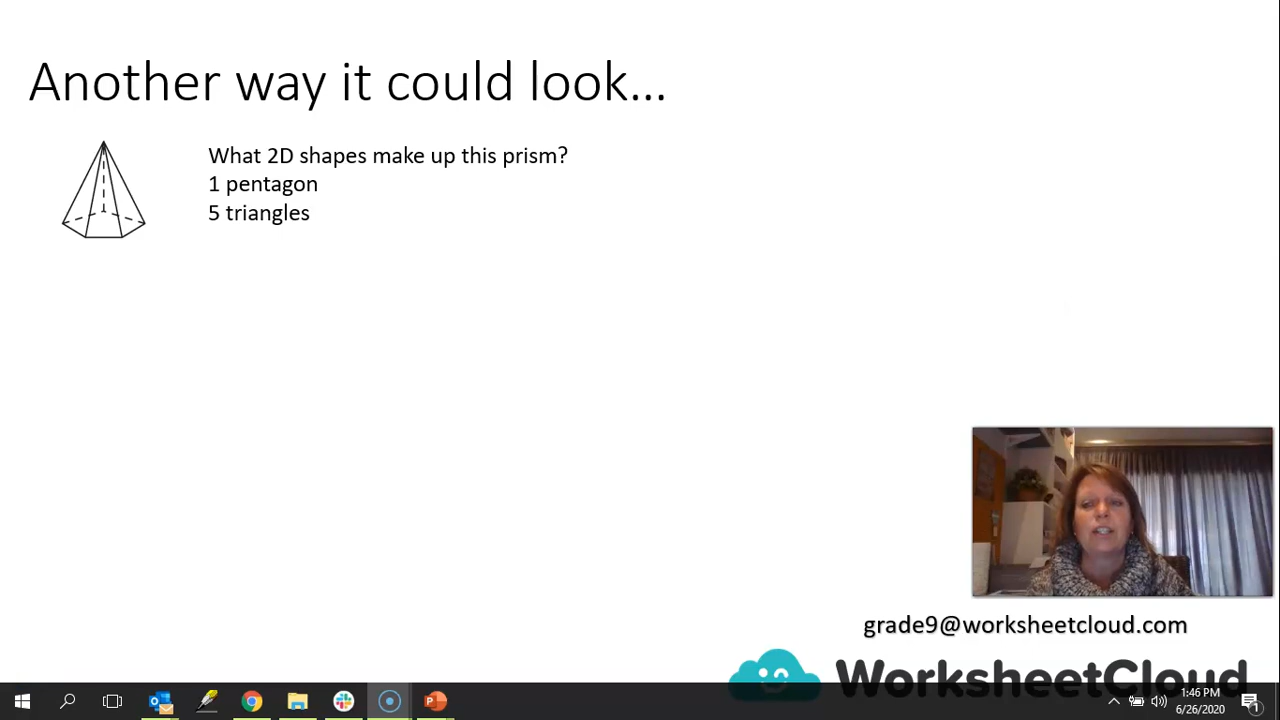 Another way it could look...
What 2D shapes make up this prism?
1 pentagon
5 triangles
grade9@worksheetcloud.com
WorksheetCloud
1:46 PM
6/26/2020
1